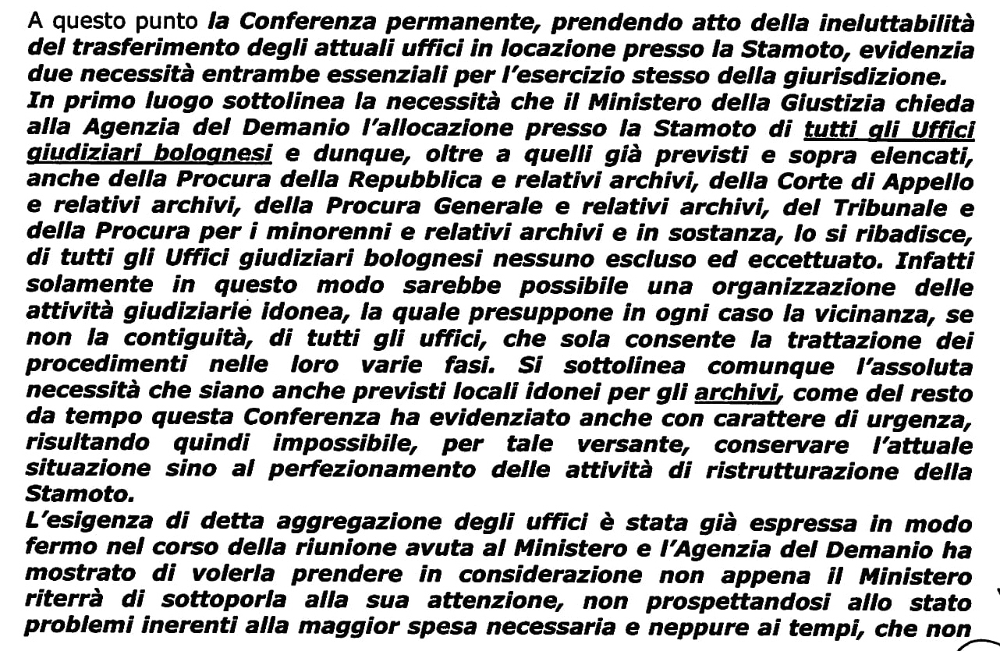 A questo punto la Conferenza permanente, prendendo atto della ineluttabilità
del trasferimento degli attuali uffici in locazione presso la Stamoto, evidenzia
due necessità entrambe essenziali per l'esercizio stesso della giurisdizione.
In primo luogo sottolinea la necessità che il Ministero della Giustizia chieda
alla Agenzia del Demanio l'allocazione presso la Stamoto di tutti gli Uffici
giudiziari bolognesi e dunque, oltre a quelli già previsti e sopra elencati,
anche della Procura della Repubblica e relativi archivi, della Corte di Appello
e relativi archivi, della Procura Generale e relativi archivi, del Tribunale e
della Procura per i minorenni e relativi archivi e in sostanza, lo si ribadisce,
di tutti gli Uffici giudiziari bolognesi nessuno escluso ed eccettuato. Infatti
solamente in questo modo sarebbe possibile una organizzazione delle
attività giudiziarie idonea, la quale presuppone in ogni caso la vicinanza, se
non la contiguità, di tutti gli uffici, che sola consente la trattazione dei
procedimenti nelle loro varie fasi. Si sottolinea comunque l'assoluta
necessità che siano anche previsti locali idonei per gli archivi, come del resto
da tempo questa Conferenza ha evidenziato anche con carattere di urgenza,
risultando quindi impossibile, per tale versante, conservare l'attuale
situazione sino al perfezionamento delle attività di ristrutturazione della
Stamoto.
L'esigenza di detta aggregazione degli uffici è stata già espressa in modo
fermo nel corso della riunione avuta al Ministero e l'Agenzia del Demanio ha
mostrato di volerla prendere in considerazione non appena il Ministero
riterrà di sottoporla alla sua attenzione, non prospettandosi allo stato
problemi inerenti alla maggior spesa necessaria e neppure ai tempi, che non